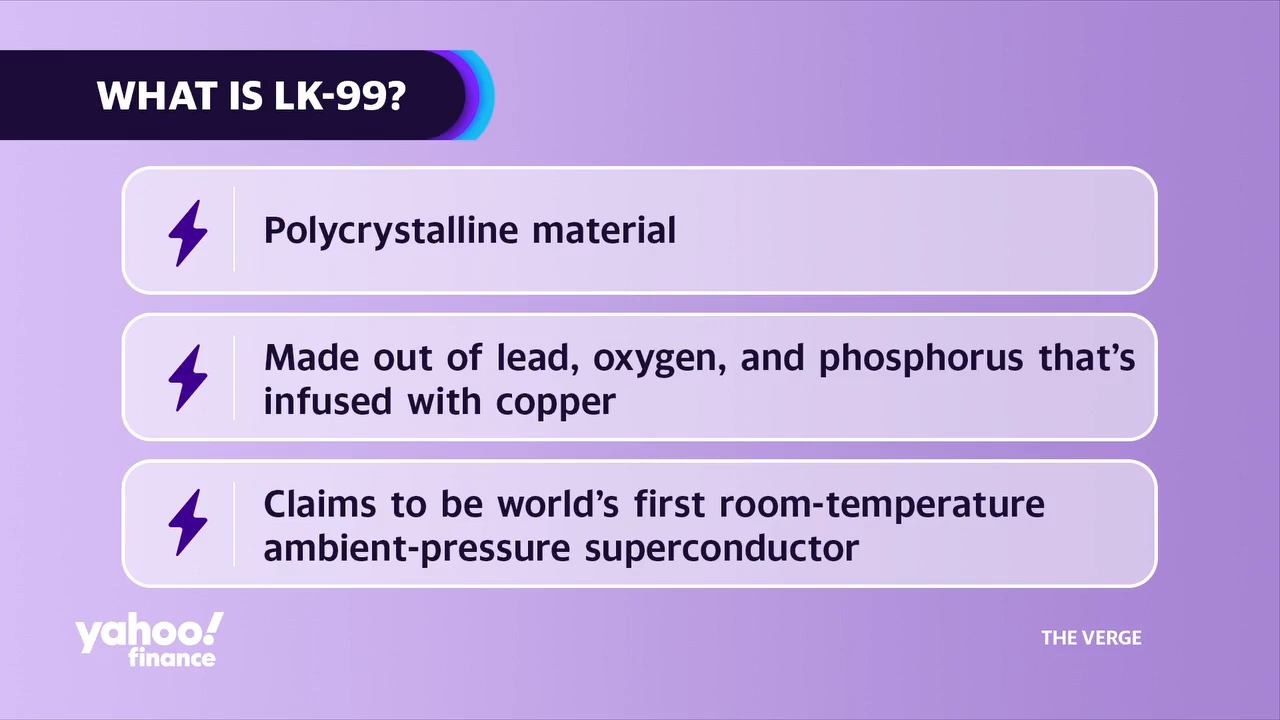 WHAT IS LK-99?
Polycrystalline material
Made out of lead, oxygen, and phosphorus that’s
infused with copper
Claims to be world’s first room-temperature
ambient-pressure superconductor
yahoo!
finance
THE VERGE